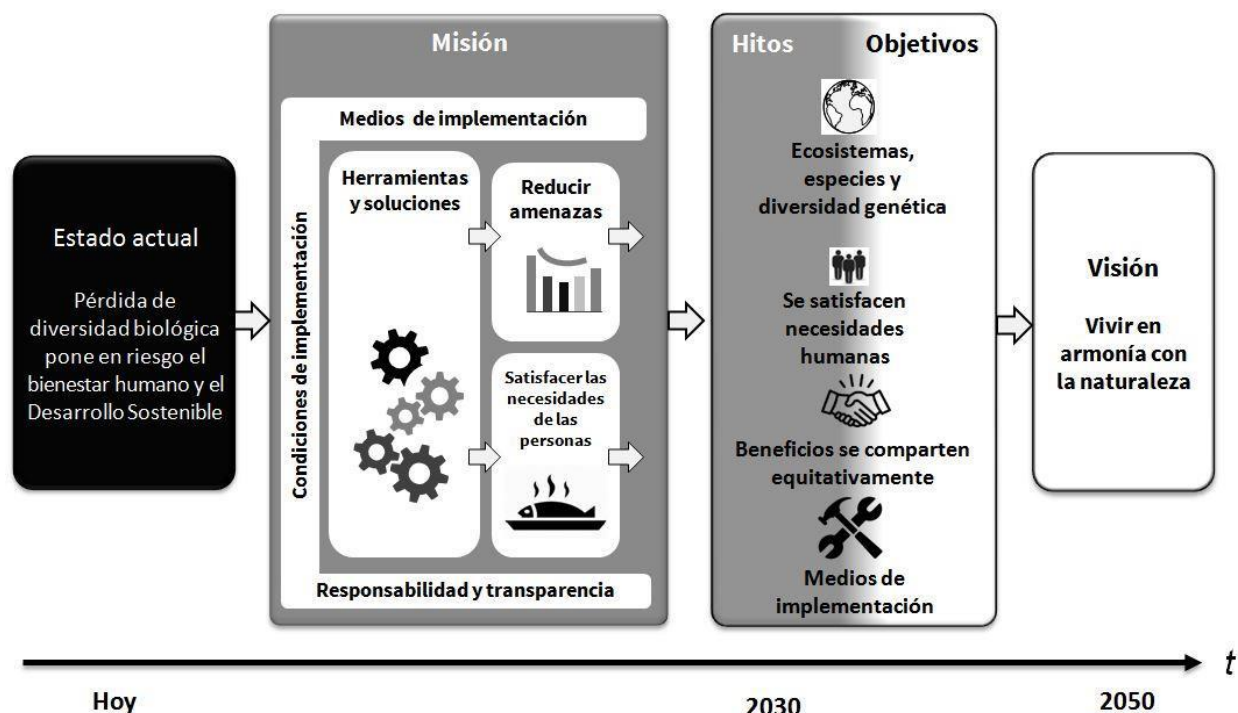 Estado actual
Pérdida de
diversidad biológica
pone en riesgo el
bienestar humano y el
Desarrollo Sostenible
Misión
Medios de implementación
Condiciones de implementación
Herramientas
y soluciones
Reducir
amenazas
Satisfacer las
necesidades
de las
personas
Responsabilidad y transparencia
Hitos Objetivos
Ecosistemas,
especies y
diversidad genética
Se satisfacen
necesidades
humanas
Beneficios se comparten
equitativamente
Medios de
implementación
Visión
Vivir en
armonía con
la naturaleza
t
Hoy
2030
2050